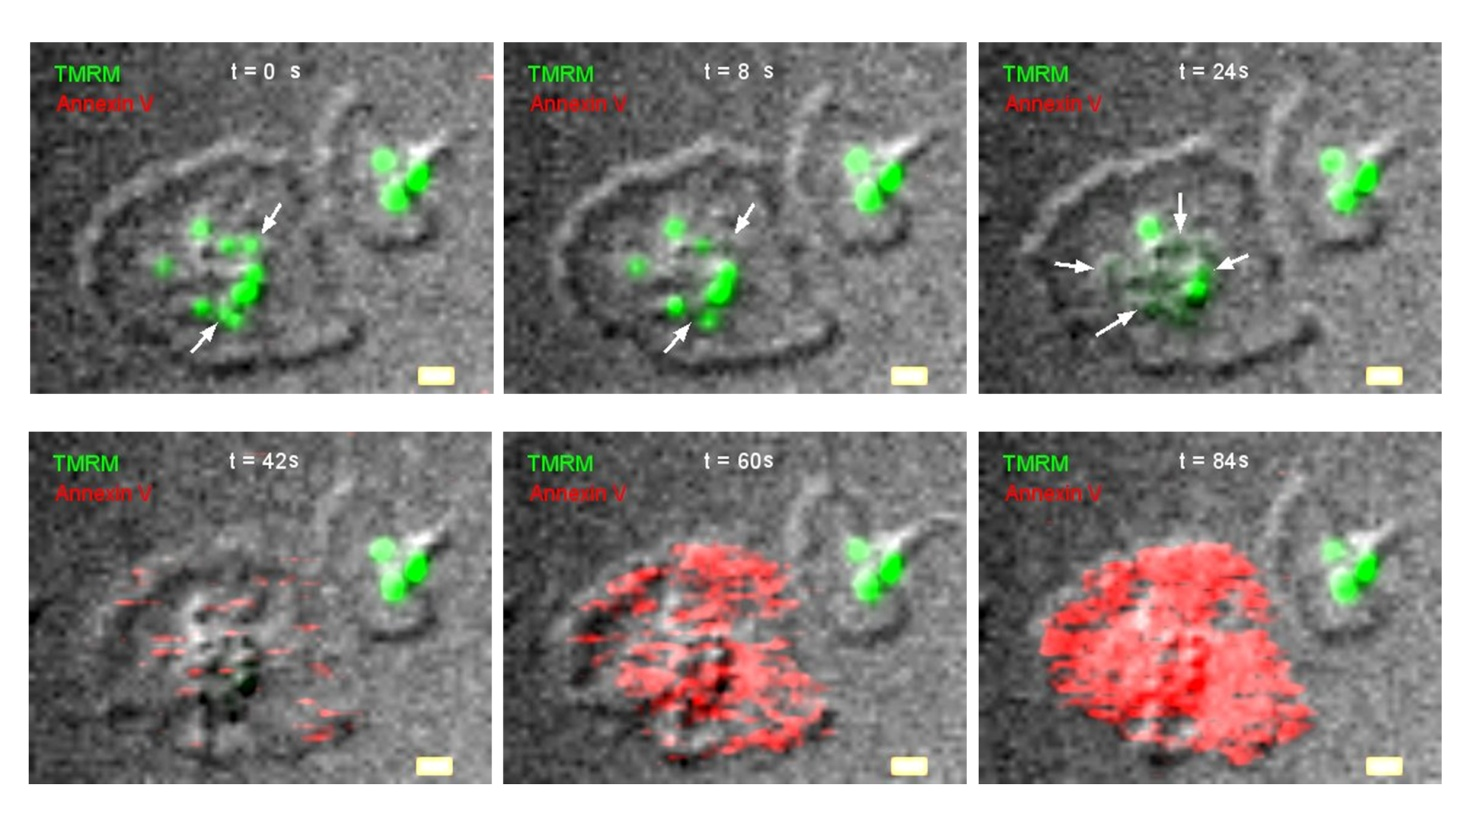 TMRM t = 0 s
Annexin V
TMRM t = 8 s
Annexin V
TMRM t = 24s
Annexin V
TMRM t = 42s
Annexin V
TMRM t = 60s
Annexin V
TMRM t = 84s
Annexin V